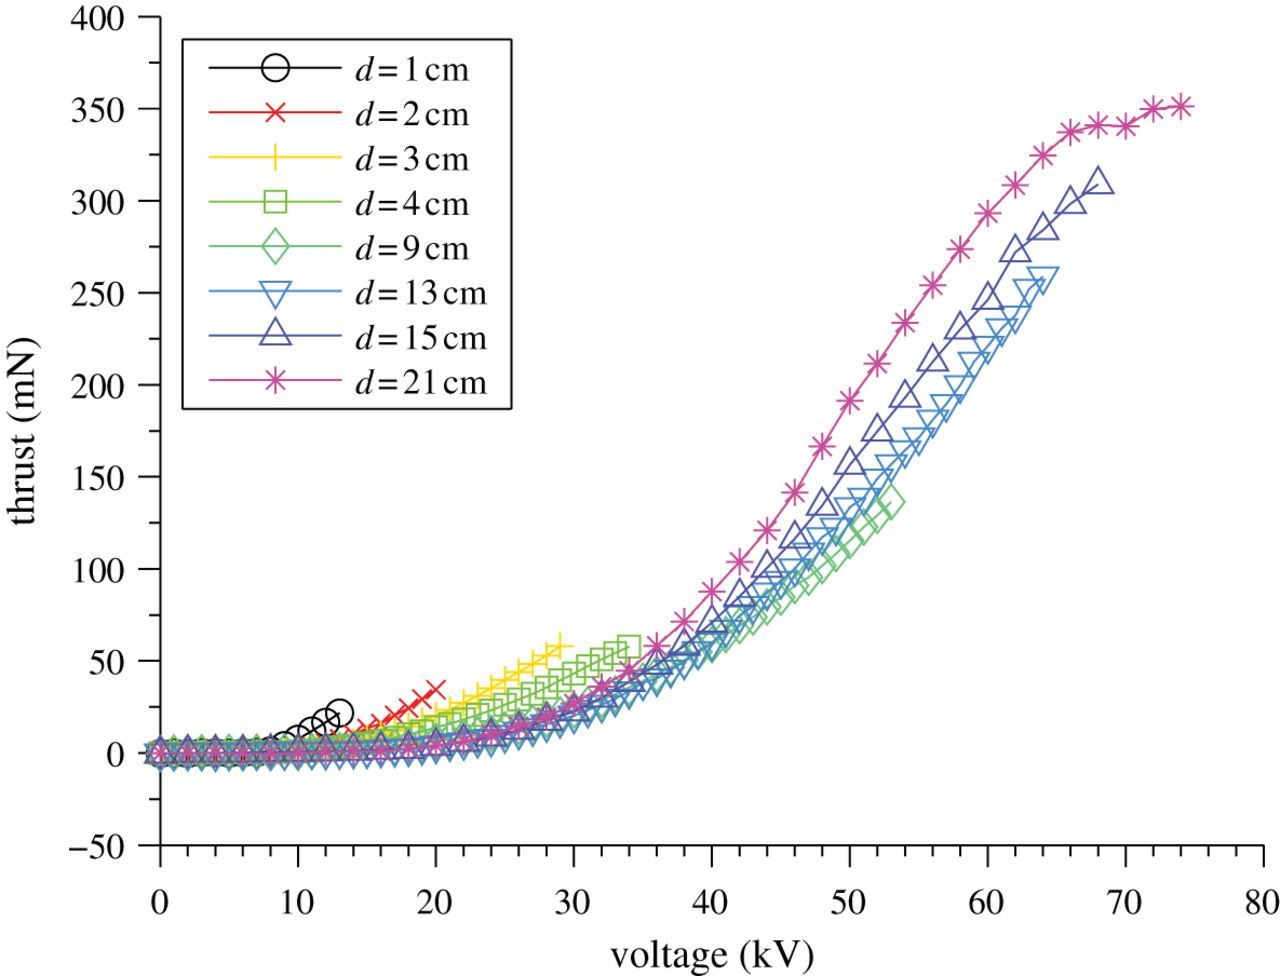 400
350
300
250
200
150
100
50
0
−50
thrust (mN)
d = 1 cm
d = 2 cm
d = 3 cm
d = 4 cm
d = 9 cm
d = 13 cm
d = 15 cm
d = 21 cm
0 10 20 30 40 50 60 70 80
voltage (kV)